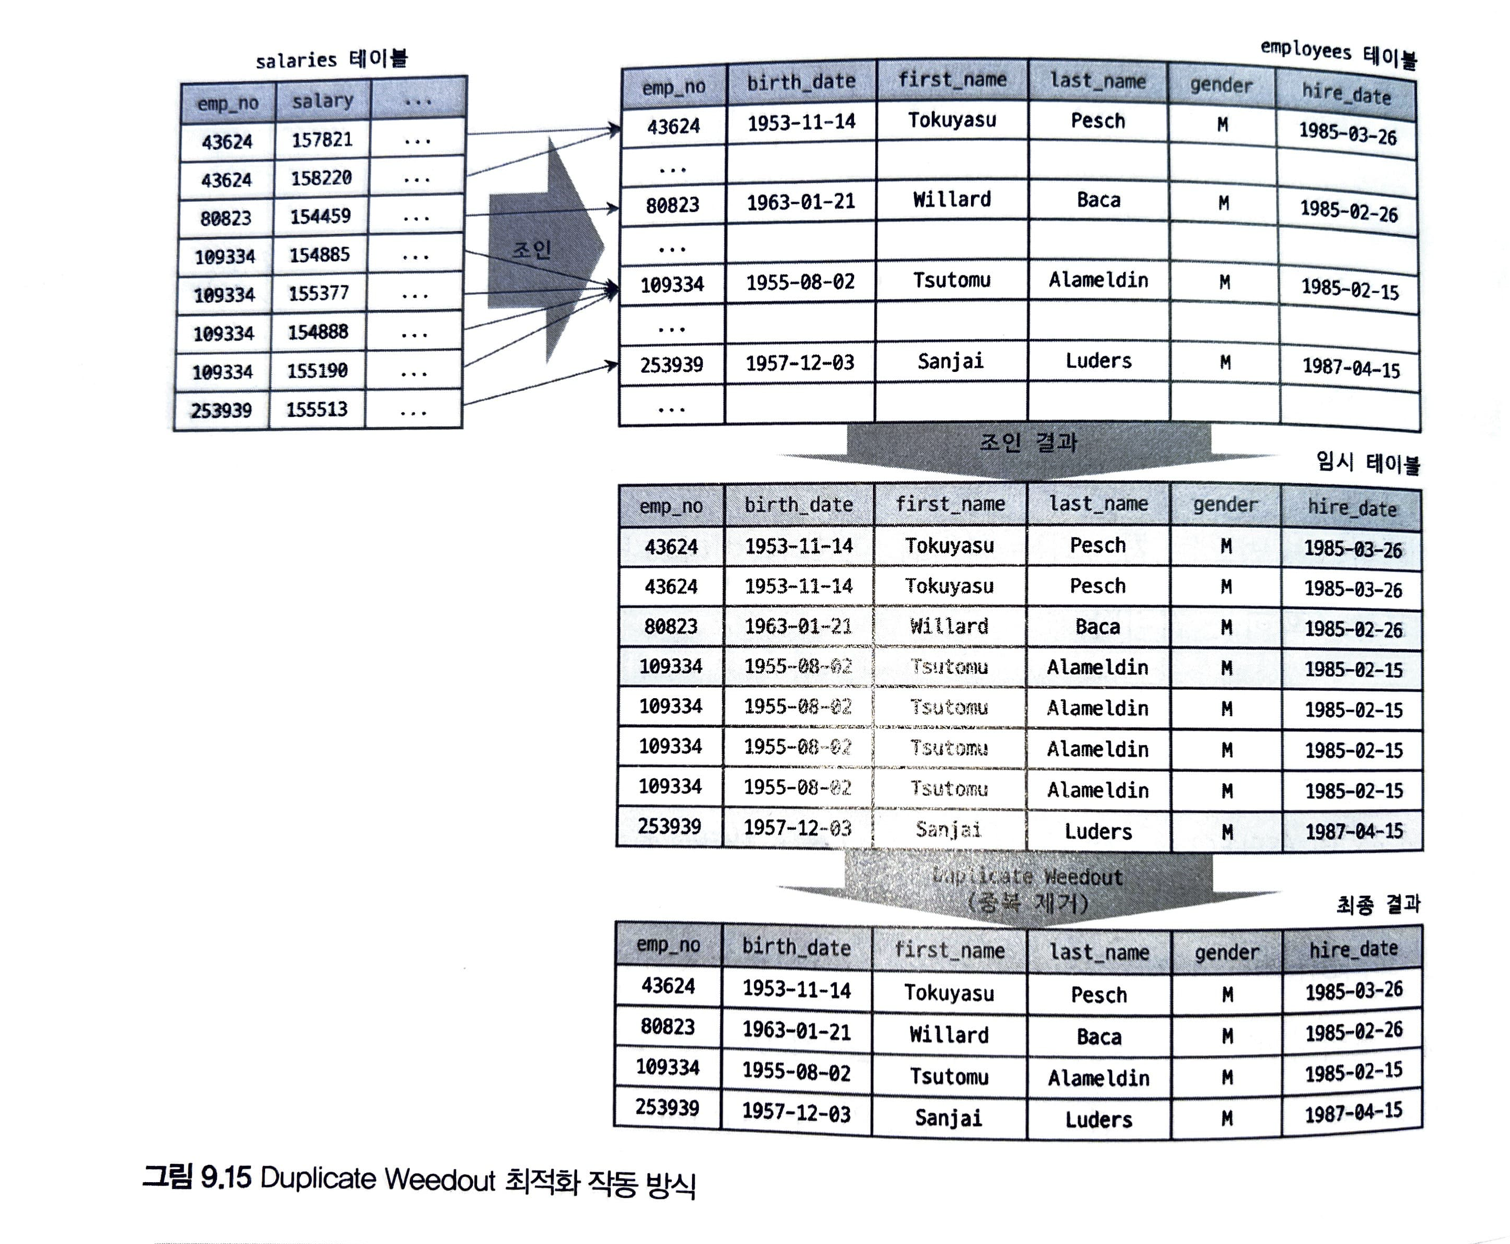 salaries 테이블
emp_no salary ...
43624 157821 ...
43624 158220 ...
80823 154459 ...
109334 154885 ...
109334 155377 ...
109334 154888 ...
109334 155190 ...
253939 155513 ...
조인
employees 테이블
emp_no birth_date first_name last_name gender hire_date
43624 1953-11-14 Tokuyasu Pesch M 1985-03-26
...
80823 1963-01-21 Willard Baca M 1985-02-26
...
109334 1955-08-02 Tsutomu Alameldin M 1985-02-15
...
253939 1957-12-03 Sanjai Luders M 1987-04-15
...
조인 결과
임시 테이블
emp_no birth_date first_name last_name gender hire_date
43624 1953-11-14 Tokuyasu Pesch M 1985-03-26
43624 1953-11-14 Tokuyasu Pesch M 1985-03-26
80823 1963-01-21 Willard Baca M 1985-02-26
109334 1955-08-02 Tsutomu Alameldin M 1985-02-15
109334 1955-08-02 Tsutomu Alameldin M 1985-02-15
109334 1955-08-02 Tsutomu Alameldin M 1985-02-15
109334 1955-08-02 Tsutomu Alameldin M 1985-02-15
253939 1957-12-03 Sanjai Luders M 1987-04-15
Duplicate Weedout
(중복 제거)
최종 결과
emp_no birth_date first_name last_name gender hire_date
43624 1953-11-14 Tokuyasu Pesch M 1985-03-26
80823 1963-01-21 Willard Baca M 1985-02-26
109334 1955-08-02 Tsutomu Alameldin M 1985-02-15
253939 1957-12-03 Sanjai Luders M 1987-04-15
그림 9.15 Duplicate Weedout 최적화 작동 방식